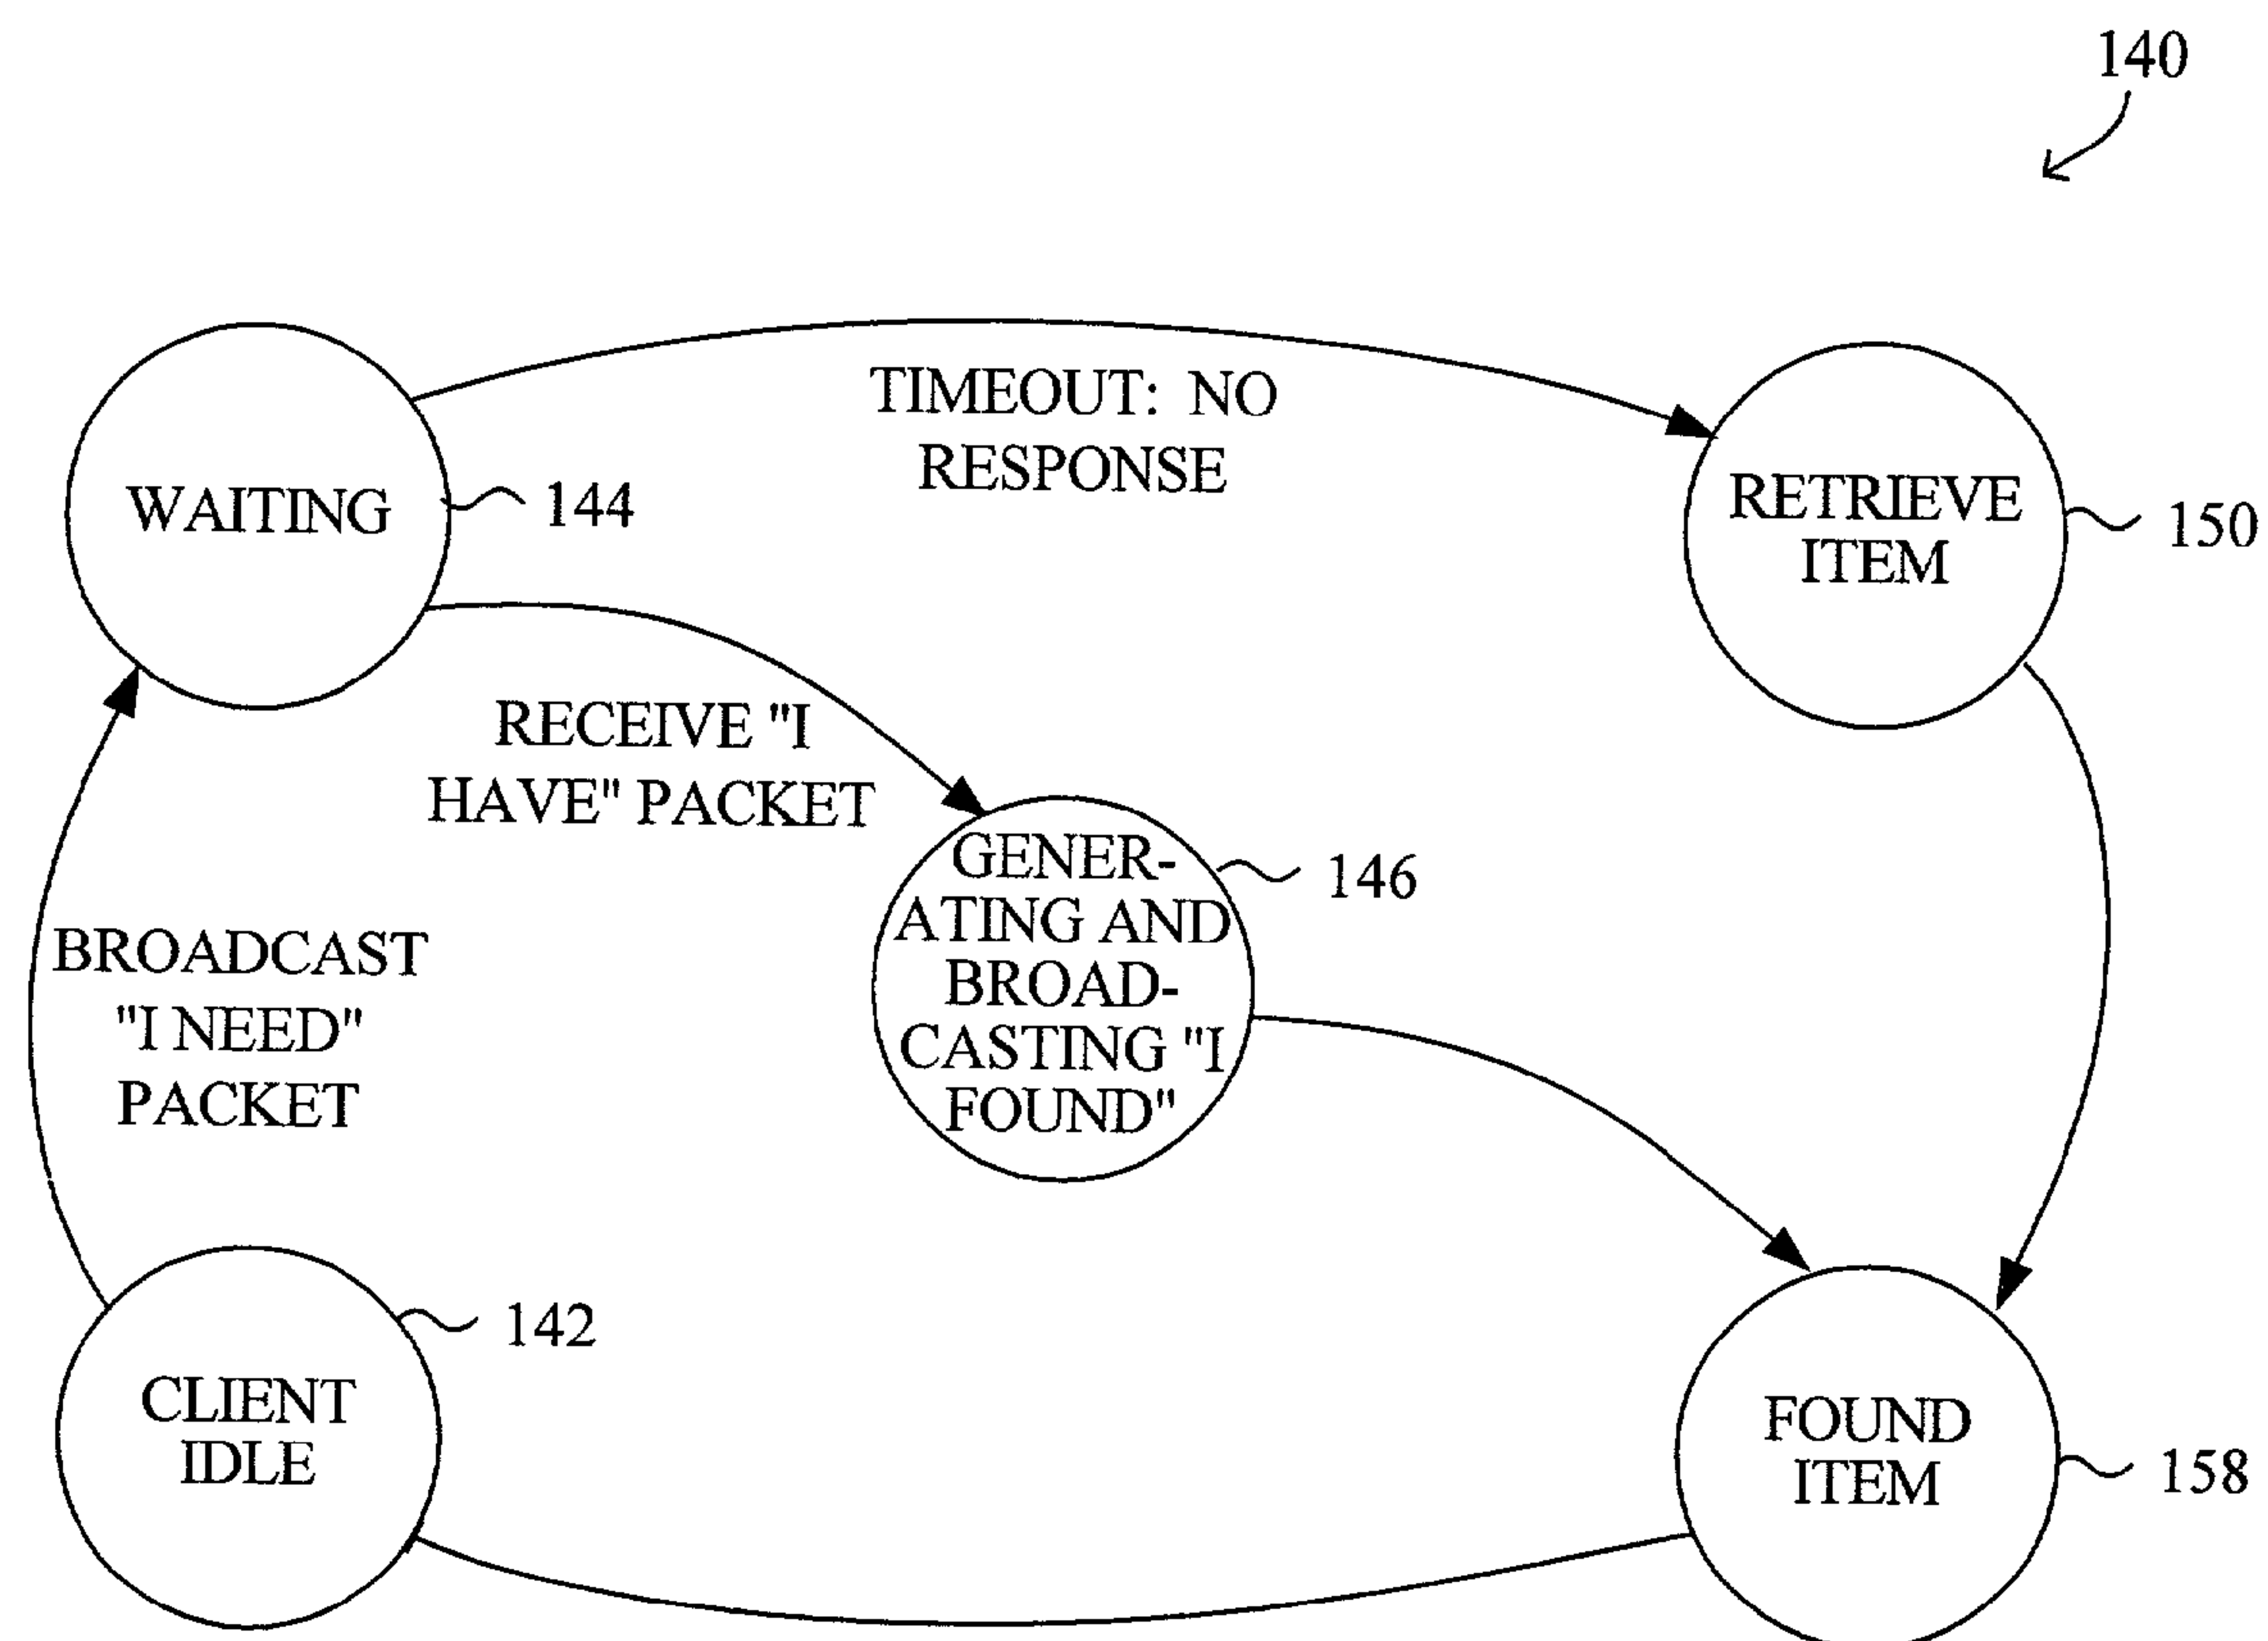 140
TIMEOUT: NO
RESPONSE
WAITING
144
RETRIEVE
ITEM
150
RECEIVE "I
HAVE" PACKET
GENER-
ATING AND
BROAD-
CASTING "I
FOUND"
146
BROADCAST
"I NEED"
PACKET
142
CLIENT
IDLE
FOUND
ITEM
158